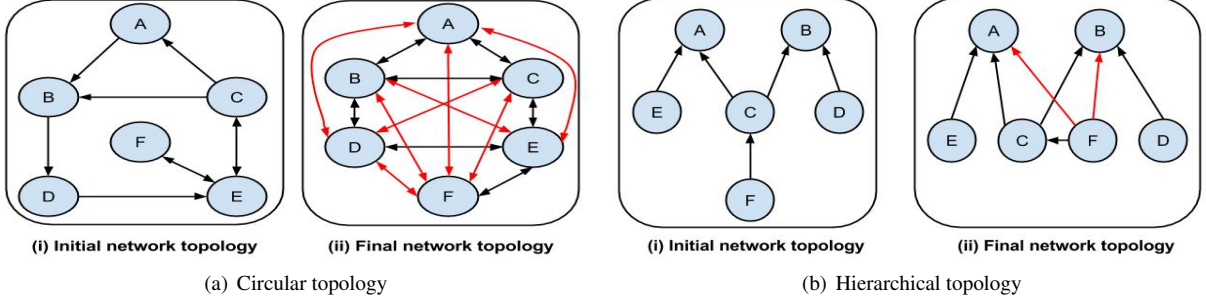 A
B
C
F
D
E
(i) Initial network topology
A
B
C
D
E
F
(ii) Final network topology
(a) Circular topology
A
B
E
C
D
F
(i) Initial network topology
A
B
E
C
F
D
(ii) Final network topology
(b) Hierarchical topology